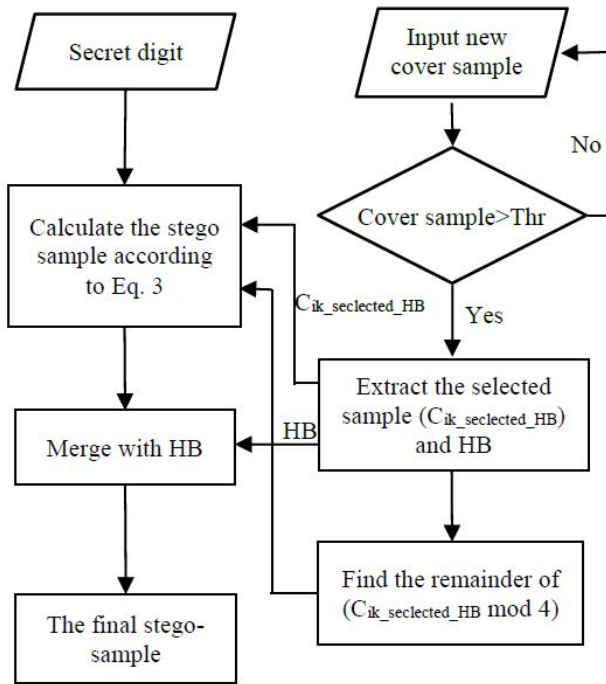 Secret digit
Input new
cover sample
No
Cover sample>Thr
Calculate the stego
sample according
to Eq. 3
Cik_seclected_HB
Yes
Extract the selected
sample (Cik_seclected_HB)
and HB
HB
Merge with HB
Find the remainder of
(Cik_seclected_HB mod 4)
The final stego-
sample